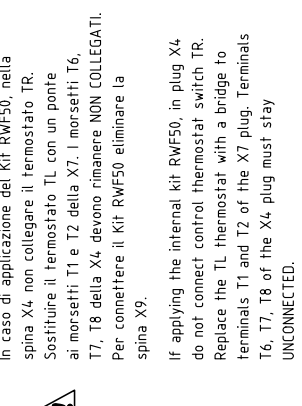 In caso di applicazione del Kit RWF50, nella
spina X4 non collegare il termostato TR.
Sostituire il termostato TL con un ponte
ai morsetti T1 e T2 della X7. I morsetti T6,
T7, T8 della X4 devono rimanere NON COLLEGATI.
Per connettere il Kit RWF50 eliminare la
spina X9.
If applying the internal kit RWF50, in plug X4
do not connect control thermostat switch TR.
Replace the TL thermostat with a bridge to
terminals T1 and T2 of the X7 plug. Terminals
T6, T7, T8 of the X4 plug must stay
UNCONNECTED.